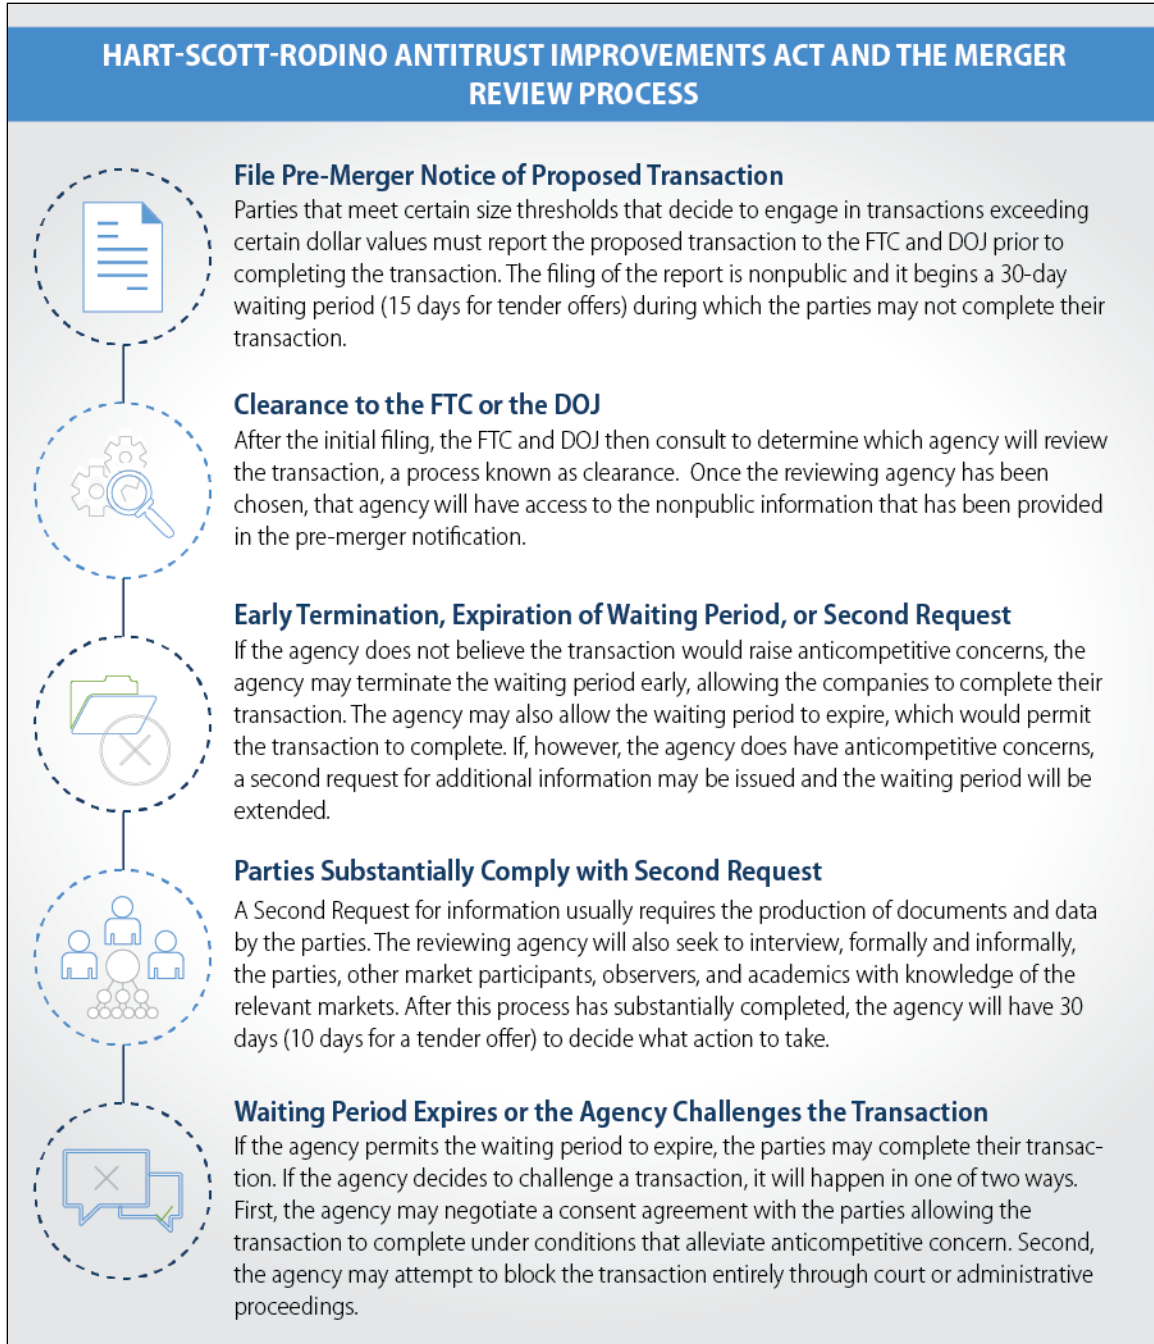 HART-SCOTT-RODINO ANTITRUST IMPROVEMENTS ACT AND THE MERGER
REVIEW PROCESS
File Pre-Merger Notice of Proposed Transaction
Parties that meet certain size thresholds that decide to engage in transactions exceeding
certain dollar values must report the proposed transaction to the FTC and DOJ prior to
completing the transaction. The filing of the report is nonpublic and it begins a 30-day
waiting period (15 days for tender offers) during which the parties may not complete their
transaction.
Clearance to the FTC or the DOJ
After the initial filing, the FTC and DOJ then consult to determine which agency will review
the transaction, a process known as clearance.  Once the reviewing agency has been
chosen, that agency will have access to the nonpublic information that has been provided
in the pre-merger notification.
Early Termination, Expiration of Waiting Period, or Second Request
If the agency does not believe the transaction would raise anticompetitive concerns, the
agency may terminate the waiting period early, allowing the companies to complete their
transaction. The agency may also allow the waiting period to expire, which would permit
the transaction to complete. If, however, the agency does have anticompetitive concerns,
a second request for additional information may be issued and the waiting period will be
extended.
Parties Substantially Comply with Second Request
A Second Request for information usually requires the production of documents and data
by the parties. The reviewing agency will also seek to interview, formally and informally,
the parties, other market participants, observers, and academics with knowledge of the
relevant markets. After this process has substantially completed, the agency will have 30
days (10 days for a tender offer) to decide what action to take.
Waiting Period Expires or the Agency Challenges the Transaction
If the agency permits the waiting period to expire, the parties may complete their transac-
tion. If the agency decides to challenge a transaction, it will happen in one of two ways.
First, the agency may negotiate a consent agreement with the parties allowing the
transaction to complete under conditions that alleviate anticompetitive concern. Second,
the agency may attempt to block the transaction entirely through court or administrative
proceedings.